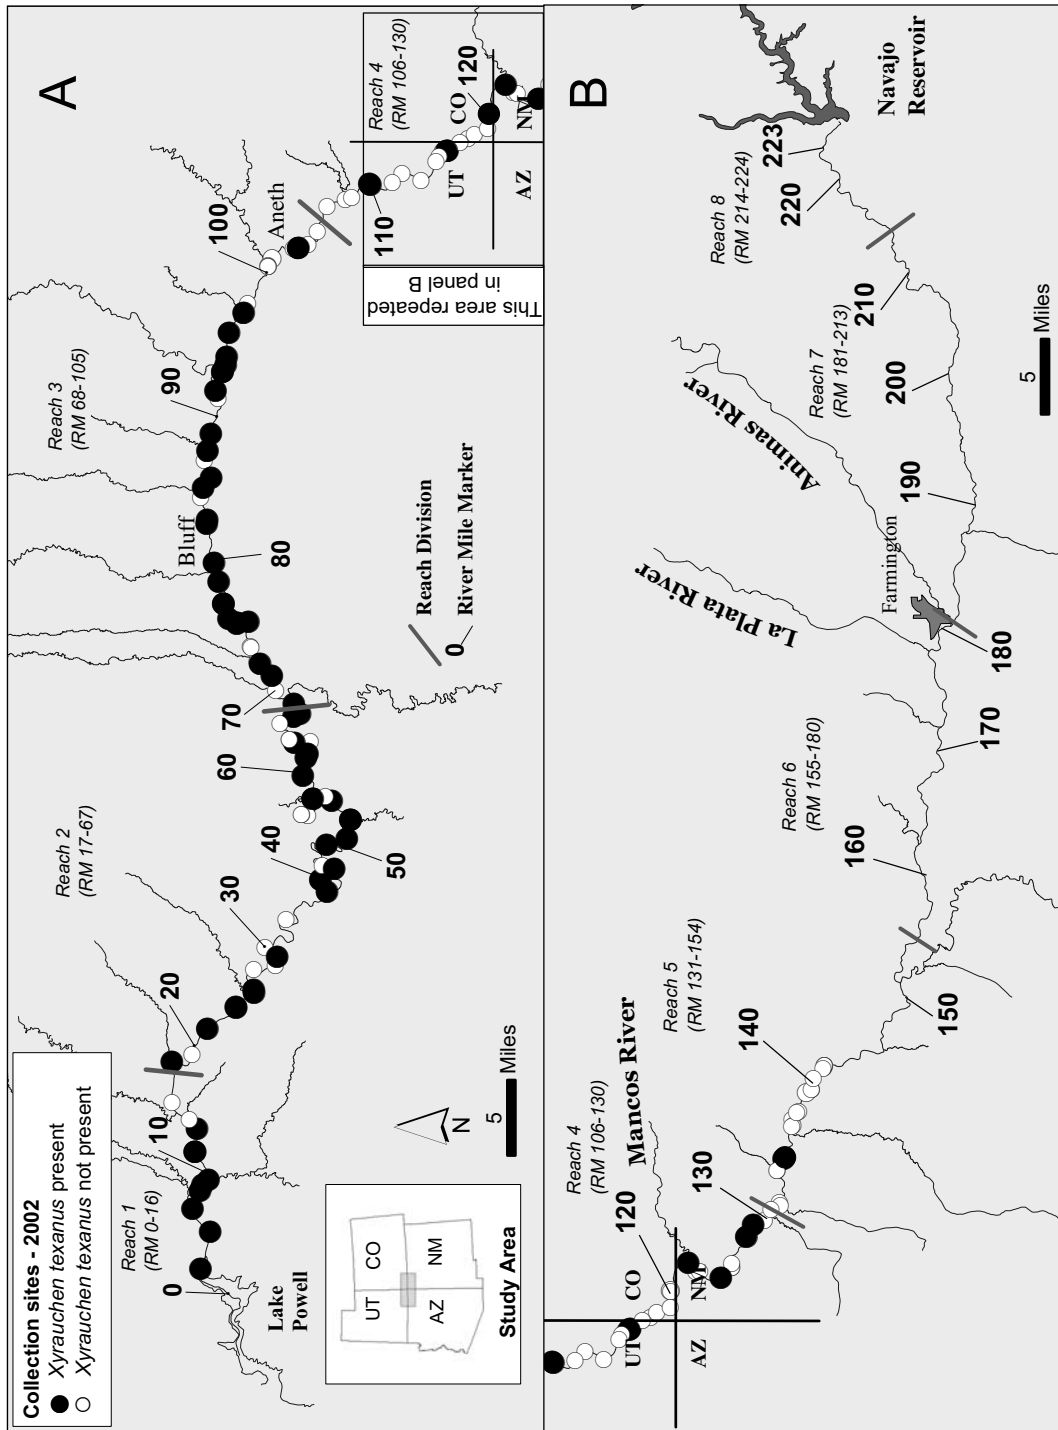 Collection sites - 2002
Xyrauchen texanus present
Xyrauchen texanus not present
A
Reach 1
(RM 0-16)
Reach 2
(RM 17-67)
Reach 3
(RM 68-105)
Reach 4
(RM 106-130)
0
10
20
30
40
50
60
70
80
90
100
110
120
Lake
Powell
Bluff
Aneth
UT
CO
AZ
NM
This area repeated
in panel B
Reach Division
0
River Mile Marker
N
5
Miles
UT
CO
AZ
NM
Study Area
B
Reach 4
(RM 106-130)
Reach 5
(RM 131-154)
Reach 6
(RM 155-180)
Reach 7
(RM 181-213)
Reach 8
(RM 214-224)
Mancos River
La Plata River
Animas River
Farmington
Navajo
Reservoir
UT
CO
AZ
NM
120
130
140
150
160
170
180
190
200
210
220
223
5
Miles